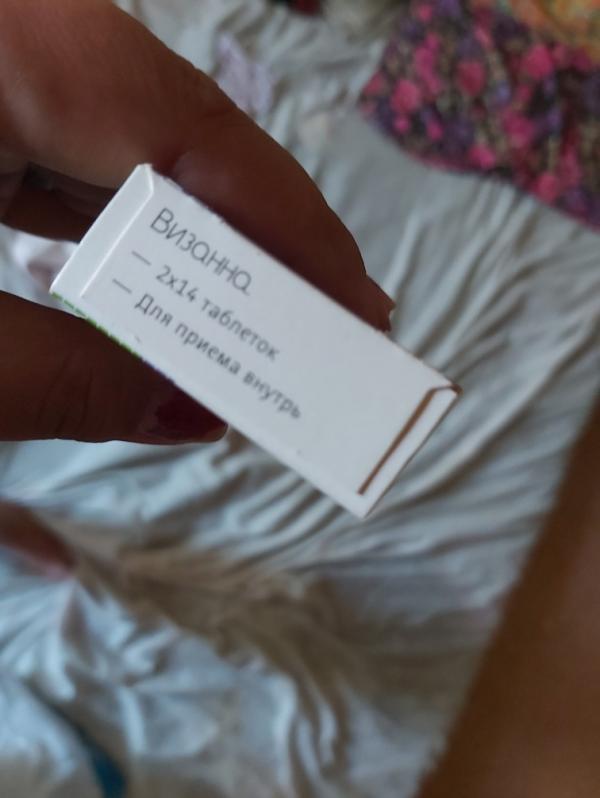 Визанна
— 2x14 таблеток
— Для приема внутрь